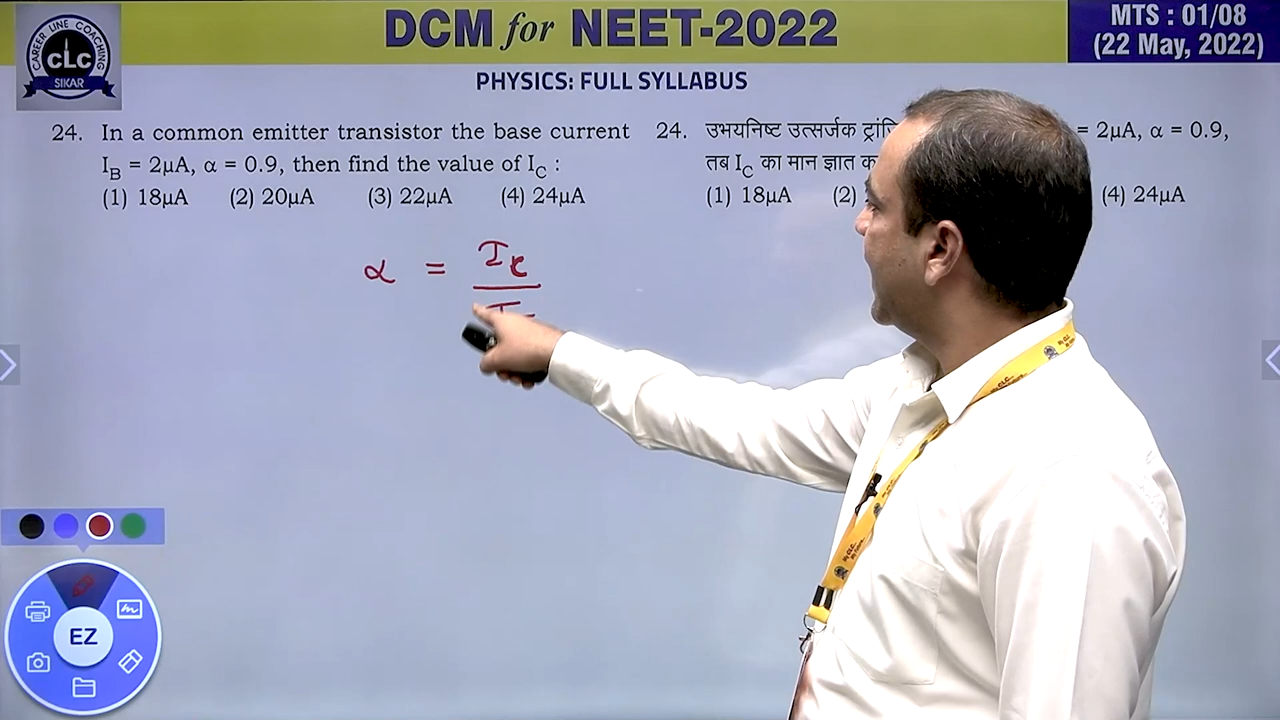 DCM for NEET-2022
MTS : 01/08
(22 May, 2022)
CAREER LINE COACHING
CLC
SIKAR
PHYSICS: FULL SYLLABUS
24. In a common emitter transistor the base current
I_B = 2µA, α = 0.9, then find the value of I_C :
(1) 18µA (2) 20µA (3) 22µA (4) 24µA
24. उभयनिष्ट उत्सर्जक = 2µA, α = 0.9,
तब I_C का मान ज्ञात
(1) 18µA (2) (4) 24µA
α = I_C
EZ